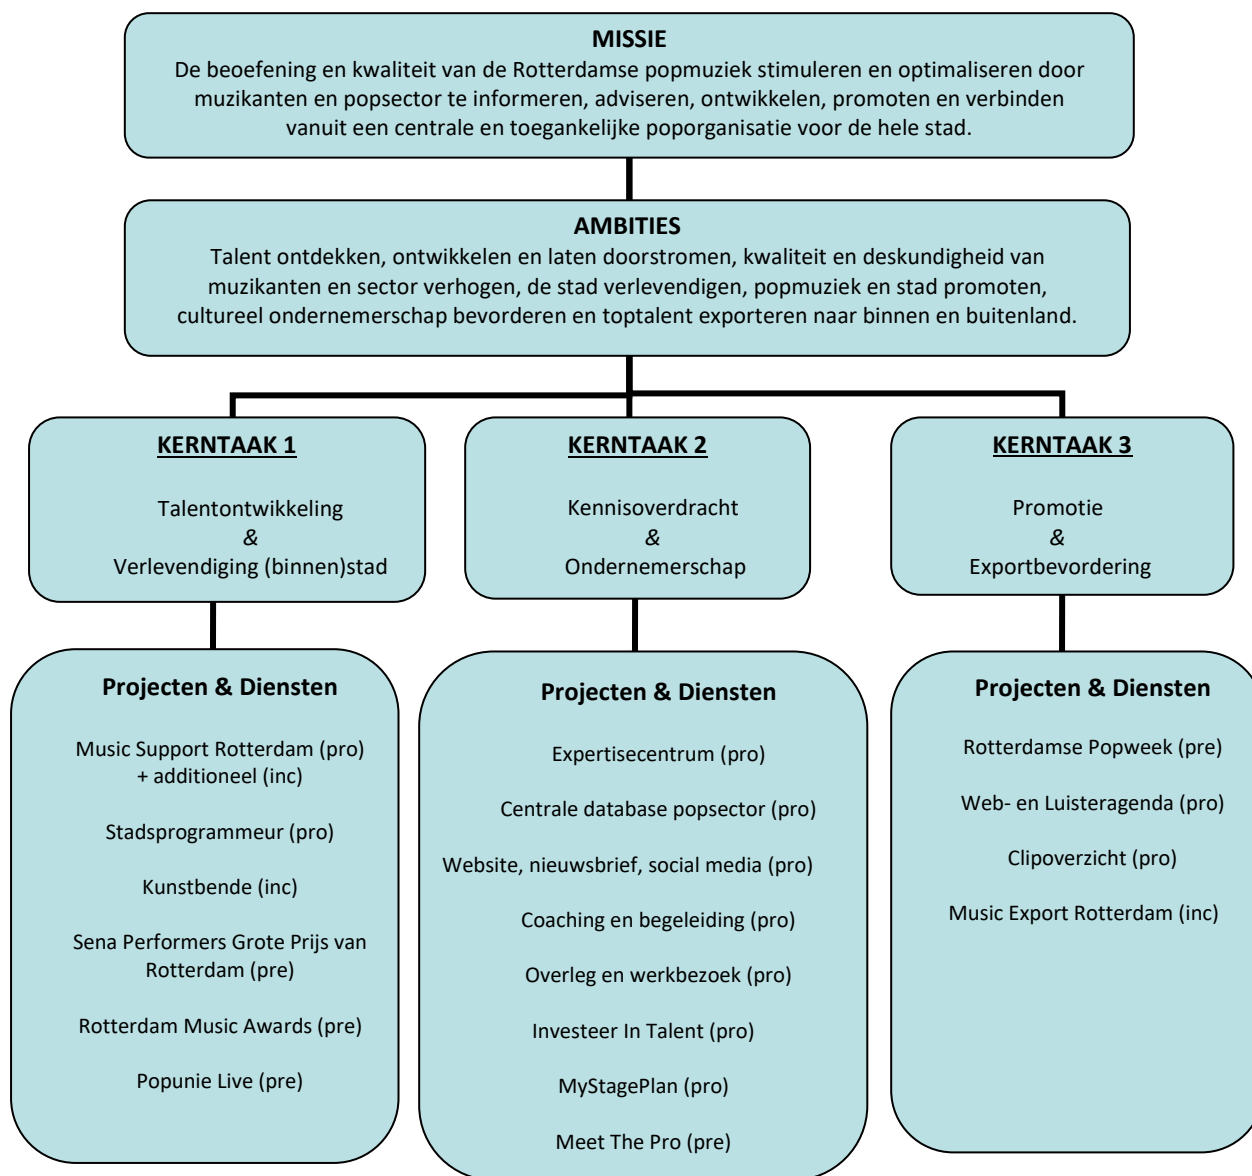 MISSIE
De beoefening en kwaliteit van de Rotterdamse popmuziek stimuleren en optimaliseren door
muzikanten en popsector te informeren, adviseren, ontwikkelen, promoten en verbinden
vanuit een centrale en toegankelijke poporganisatie voor de hele stad.
AMBITIES
Talent ontdekken, ontwikkelen en laten doorstromen, kwaliteit en deskundigheid van
muzikanten en sector verhogen, de stad verlevendigen, popmuziek en stad promoten,
cultureel ondernemerschap bevorderen en toptalent exporteren naar binnen en buitenland.
KERNTAAK 1
Talentontwikkeling
&
Verlevendiging (binnen)stad
KERNTAAK 2
Kennisoverdracht
&
Ondernemerschap
KERNTAAK 3
Promotie
&
Exportbevordering
Projecten & Diensten
Music Support Rotterdam (pro)
+ additioneel (inc)
Stadsprogrammeur (pro)
Kunstbende (inc)
Sena Performers Grote Prijs van
Rotterdam (pre)
Rotterdam Music Awards (pre)
Popunie Live (pre)
Projecten & Diensten
Expertisecentrum (pro)
Centrale database popsector (pro)
Website, nieuwsbrief, social media (pro)
Coaching en begeleiding (pro)
Overleg en werkbezoek (pro)
Investeer In Talent (pro)
MyStagePlan (pro)
Meet The Pro (pre)
Projecten & Diensten
Rotterdamse Popweek (pre)
Web- en Luisteragenda (pro)
Clipoverzicht (pro)
Music Export Rotterdam (inc)